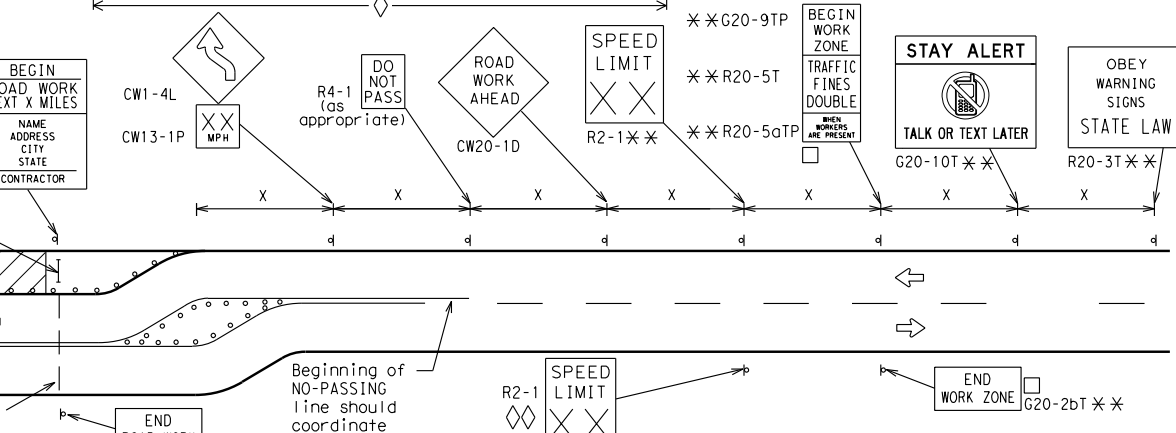 BEGIN
ROAD WORK
NEXT X MILES
NAME
ADDRESS
CITY
STATE
CONTRACTOR
CW1-4L
CW13-1P
XX
MPH
R4-1
(as
appropriate)
DO
NOT
PASS
ROAD
WORK
AHEAD
CW20-1D
SPEED
LIMIT
XX
R2-1**
**G20-9TP
**R20-5T
**R20-5aTP
BEGIN
WORK
ZONE
TRAFFIC
FINES
DOUBLE
WHEN
WORKERS
ARE PRESENT
STAY ALERT
TALK OR TEXT LATER
G20-10T**
OBEY
WARNING
SIGNS
STATE LAW
R20-3T**
X X X X X X X
Beginning of
NO-PASSING
line should
coordinate
R2-1
SPEED
LIMIT
XX
END
WORK ZONE
G20-2bT**
END
ROAD WORK